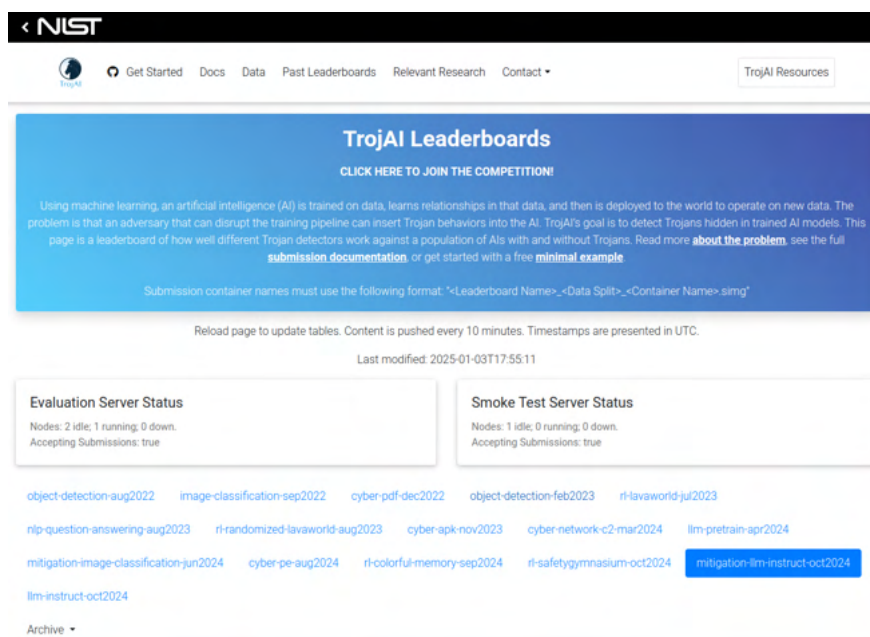 ‹ NIST
TrojAI
Get Started Docs Data Past Leaderboards Relevant Research Contact ▾ TrojAI Resources
TrojAI Leaderboards
CLICK HERE TO JOIN THE COMPETITION!
Using machine learning, an artificial intelligence (AI) is trained on data, learns relationships in that data, and then is deployed to the world to operate on new data. The
problem is that an adversary that can disrupt the training pipeline can insert Trojan behaviors into the AI. TrojAI's goal is to detect Trojans hidden in trained AI models. This
page is a leaderboard of how well different Trojan detectors work against a population of AIs with and without Trojans. Read more about the problem, see the full
submission documentation, or get started with a free minimal example.
Submission container names must use the following format: "<Leaderboard Name>_<Data Split>_<Container Name>.simg"
Reload page to update tables. Content is pushed every 10 minutes. Timestamps are presented in UTC.
Last modified: 2025-01-03T17:55:11
Evaluation Server Status
Nodes: 2 idle; 1 running; 0 down.
Accepting Submissions: true
Smoke Test Server Status
Nodes: 1 idle; 0 running; 0 down.
Accepting Submissions: true
object-detection-aug2022 image-classification-sep2022 cyber-pdf-dec2022 object-detection-feb2023 rl-lavaworld-jul2023
nlp-question-answering-aug2023 rl-randomized-lavaworld-aug2023 cyber-apk-nov2023 cyber-network-c2-mar2024 llm-pretrain-apr2024
mitigation-image-classification-jun2024 cyber-pe-aug2024 rl-colorful-memory-sep2024 rl-safetygymnasium-oct2024 mitigation-llm-instruct-oct2024
llm-instruct-oct2024
Archive ▾